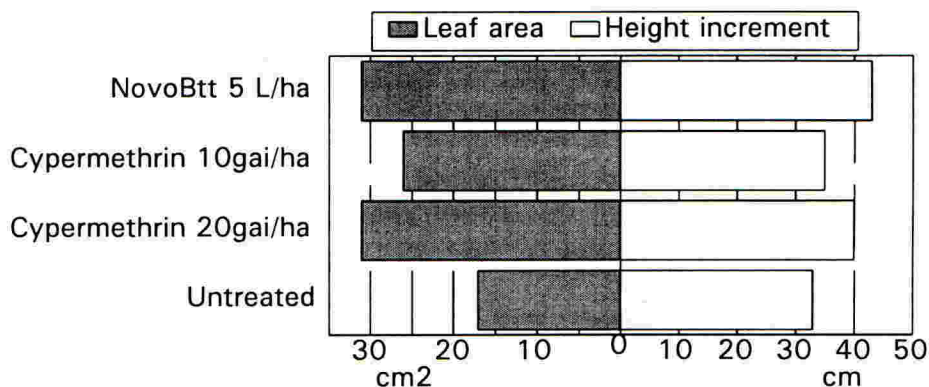 Leaf area Height increment
NovoBtt 5 L/ha
Cypermethrin 10gai/ha
Cypermethrin 20gai/ha
Untreated
30 20 10 0 10 20 30 40 50
cm2 cm